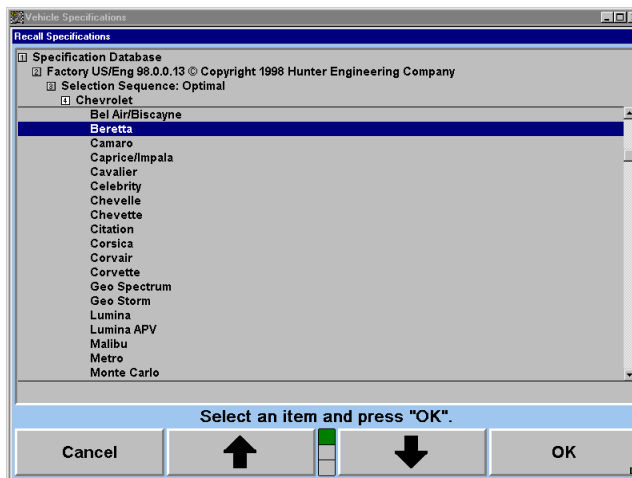 Vehicle Specifications
Recall Specifications
1 Specification Database
2 Factory US/Eng 98.0.0.13 © Copyright 1998 Hunter Engineering Company
3 Selection Sequence: Optimal
4 Chevrolet
Bel Air/Biscayne
Beretta
Camaro
Caprice/Impala
Cavalier
Celebrity
Chevelle
Chevette
Citation
Corsica
Corvair
Corvette
Geo Spectrum
Geo Storm
Lumina
Lumina APV
Malibu
Metro
Monte Carlo
Select an item and press "OK".
Cancel
OK